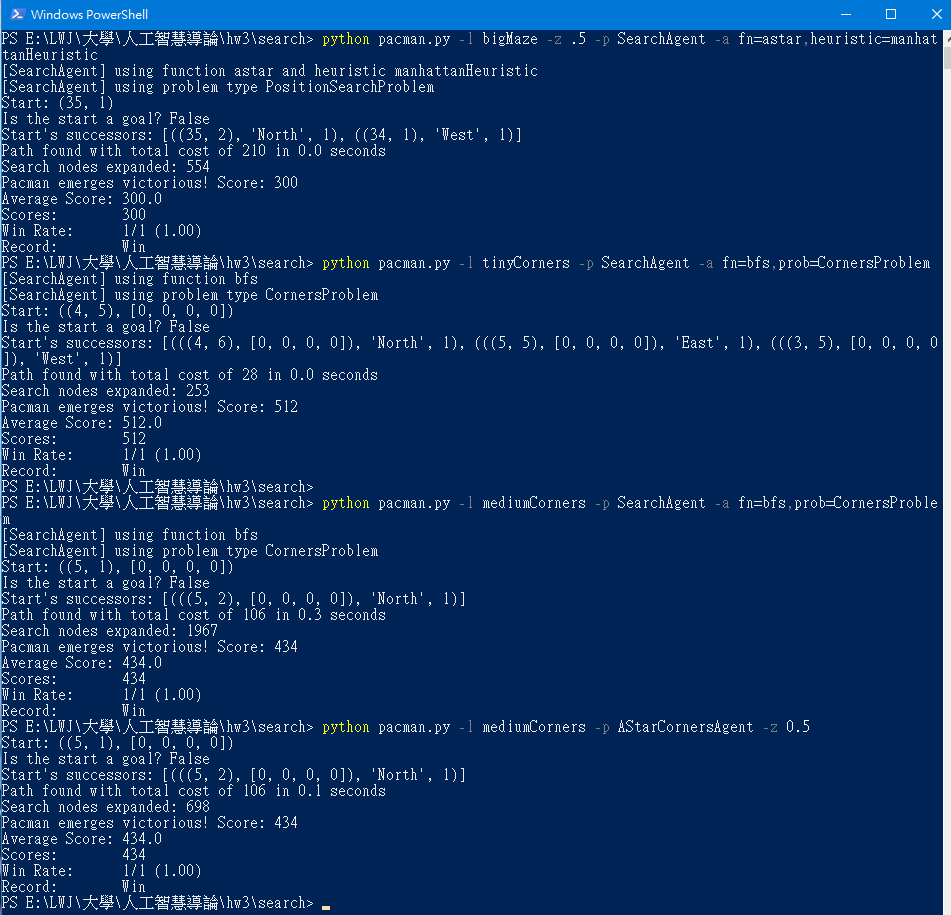 Windows PowerShell
PS E:\LWJ\大學\人工智慧導論\hw3\search> python pacman.py -l bigMaze -z .5 -p SearchAgent -a fn=astar,heuristic=manhat
tanHeuristic
[SearchAgent] using function astar and heuristic manhattanHeuristic
[SearchAgent] using problem type PositionSearchProblem
Start: (35, 1)
Is the start a goal? False
Start's successors: [((35, 2), 'North', 1), ((34, 1), 'West', 1)]
Path found with total cost of 210 in 0.0 seconds
Search nodes expanded: 554
Pacman emerges victorious! Score: 300
Average Score: 300.0
Scores:        300
Win Rate:      1/1 (1.00)
Record:        Win
PS E:\LWJ\大學\人工智慧導論\hw3\search> python pacman.py -l tinyCorners -p SearchAgent -a fn=bfs,prob=CornersProblem
[SearchAgent] using function bfs
[SearchAgent] using problem type CornersProblem
Start: ((4, 5), [0, 0, 0, 0])
Is the start a goal? False
Start's successors: [(((4, 6), [0, 0, 0, 0]), 'North', 1), (((5, 5), [0, 0, 0, 0]), 'East', 1), (((3, 5), [0, 0, 0, 0
]), 'West', 1)]
Path found with total cost of 28 in 0.0 seconds
Search nodes expanded: 253
Pacman emerges victorious! Score: 512
Average Score: 512.0
Scores:        512
Win Rate:      1/1 (1.00)
Record:        Win
PS E:\LWJ\大學\人工智慧導論\hw3\search>
PS E:\LWJ\大學\人工智慧導論\hw3\search> python pacman.py -l mediumCorners -p SearchAgent -a fn=bfs,prob=CornersProble
m
[SearchAgent] using function bfs
[SearchAgent] using problem type CornersProblem
Start: ((5, 1), [0, 0, 0, 0])
Is the start a goal? False
Start's successors: [(((5, 2), [0, 0, 0, 0]), 'North', 1)]
Path found with total cost of 106 in 0.3 seconds
Search nodes expanded: 1967
Pacman emerges victorious! Score: 434
Average Score: 434.0
Scores:        434
Win Rate:      1/1 (1.00)
Record:        Win
PS E:\LWJ\大學\人工智慧導論\hw3\search> python pacman.py -l mediumCorners -p AStarCornersAgent -z 0.5
Start: ((5, 1), [0, 0, 0, 0])
Is the start a goal? False
Start's successors: [(((5, 2), [0, 0, 0, 0]), 'North', 1)]
Path found with total cost of 106 in 0.1 seconds
Search nodes expanded: 698
Pacman emerges victorious! Score: 434
Average Score: 434.0
Scores:        434
Win Rate:      1/1 (1.00)
Record:        Win
PS E:\LWJ\大學\人工智慧導論\hw3\search>